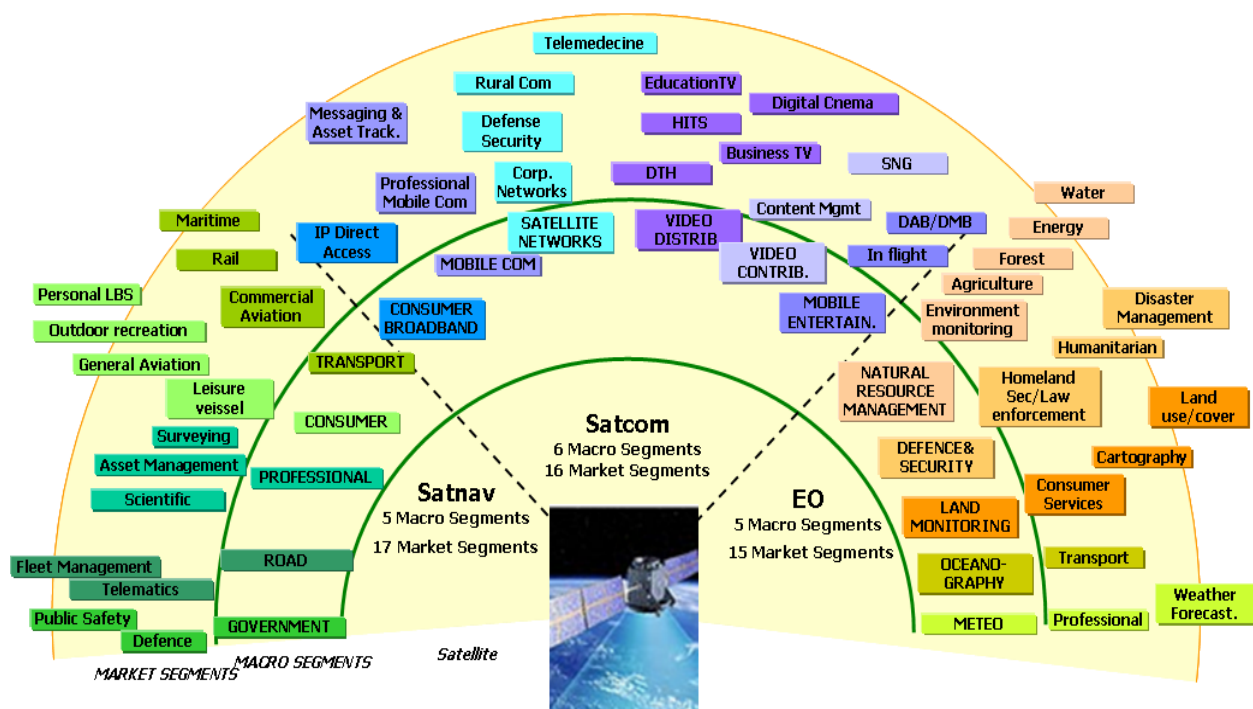 Telemedecine
Rural Com
EducationTV
Digital Cnema
Messaging &
Asset Track.
Defense
Security
HITS
Business TV
SNG
Professional
Mobile Com
Corp.
Networks
DTH
Content Mgmt
DAB/DMB
Water
Energy
Maritime
IP Direct
Access
SATELLITE
NETWORKS
VIDEO
DISTRIB
VIDEO
CONTRIB.
In flight
Forest
Rail
MOBILE COM
Agriculture
Personal LBS
Commercial
Aviation
CONSUMER
BROADBAND
MOBILE
ENTERTAIN.
Environment
monitoring
Disaster
Management
Outdoor recreation
General Aviation
TRANSPORT
Humanitarian
Leisure
veissel
NATURAL
RESOURCE
MANAGEMENT
Homeland
Sec/Law
enforcement
Land
use/cover
CONSUMER
Surveying
Satcom
6 Macro Segments
16 Market Segments
DEFENCE&
SECURITY
Cartography
Asset Management
PROFESSIONAL
Scientific
Satnav
5 Macro Segments
17 Market Segments
EO
5 Macro Segments
15 Market Segments
LAND
MONITORING
Consumer
Services
Fleet Management
ROAD
Telematics
OCEANO-
GRAPHY
Transport
Public Safety
Defence
GOVERNMENT
METEO
Professional
Weather
Forecast.
MARKET SEGMENTS
MACRO SEGMENTS
Satellite